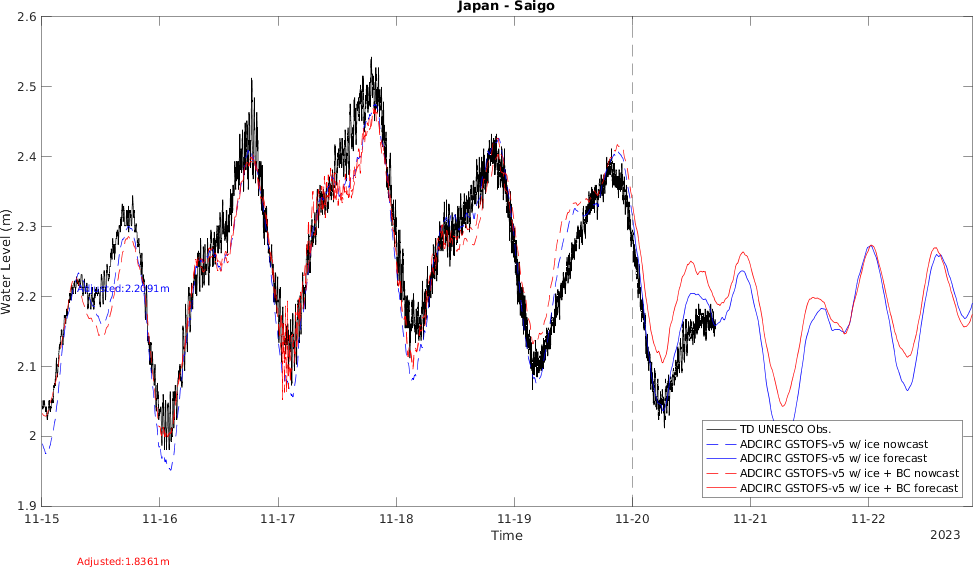 Japan - Saigo
2.6
2.5
2.4
2.3
2.2
2.1
2
1.9
Water Level (m)
Adjusted:2.2091m
TD UNESCO Obs.
ADCIRC GSTOFS-v5 w/ ice nowcast
ADCIRC GSTOFS-v5 w/ ice forecast
ADCIRC GSTOFS-v5 w/ ice + BC nowcast
ADCIRC GSTOFS-v5 w/ ice + BC forecast
11-15 11-16 11-17 11-18 11-19 11-20 11-21 11-22
Time
2023
Adjusted:1.8361m